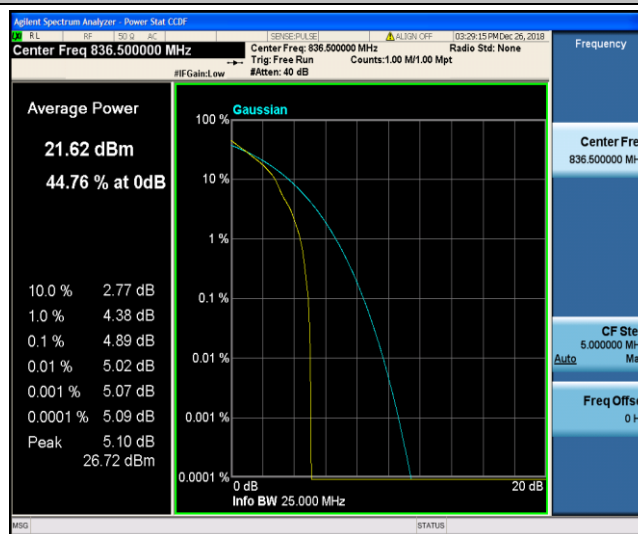 Agilent Spectrum Analyzer - Power Stat CCDF
RL RF 50 Ω AC SENSE:PULSE ALIGN OFF 03:29:15 PM Dec 26, 2018
Center Freq 836.500000 MHz
Center Freq: 836.500000 MHz Radio Std: None
Trig: Free Run Counts:1.00 M/1.00 Mpt
#IFGain:Low #Atten: 40 dB
Frequency
Average Power
21.62 dBm
44.76 % at 0dB
10.0 % 2.77 dB
1.0 % 4.38 dB
0.1 % 4.89 dB
0.01 % 5.02 dB
0.001 % 5.07 dB
0.0001 % 5.09 dB
Peak 5.10 dB
26.72 dBm
Gaussian
100 %
10 %
1 %
0.1 %
0.01 %
0.001 %
0.0001 %
0 dB 20 dB
Info BW 25.000 MHz
Center Fre
836.500000 MH
CF Ste
5.000000 MH
Auto Ma
Freq Offse
0 H
MSG STATUS